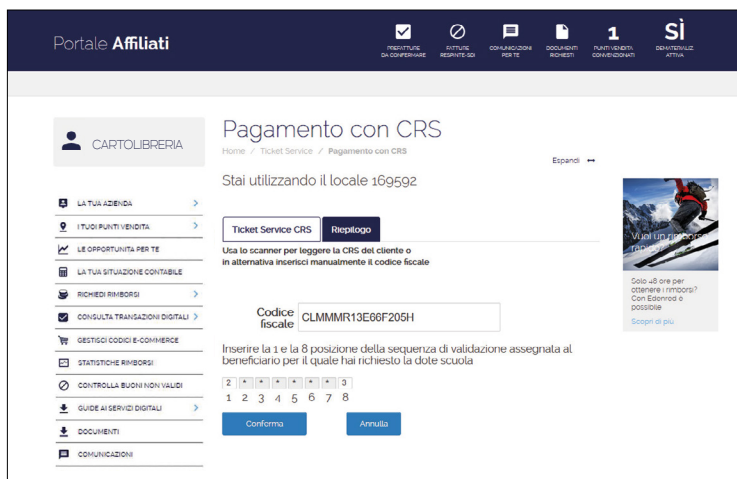 Portale Affiliati
PREFATTURE
DA CONFERMARE
FATTURE
RESPINTE-SDI
COMUNICAZIONI
PER TE
DOCUMENTI
RICHIESTI
1
PUNTI VENDITA
CONVENZIONATI
SÌ
DEMATERIALIZ.
ATTIVA
CARTOLIBRERIA
LA TUA AZIENDA
I TUOI PUNTI VENDITA
LE OPPORTUNITA PER TE
LA TUA SITUAZIONE CONTABILE
RICHIEDI RIMBORSI
CONSULTA TRANSAZIONI DIGITALI
GESTISCI CODICI E-COMMERCE
STATISTICHE RIMBORSI
CONTROLLA BUONI NON VALIDI
GUIDE AI SERVIZI DIGITALI
DOCUMENTI
COMUNICAZIONI
Pagamento con CRS
Home / Ticket Service / Pagamento con CRS
Espandi
Stai utilizzando il locale 169592
Ticket Service CRS
Riepilogo
Usa lo scanner per leggere la CRS del cliente o
in alternativa inserisci manualmente il codice fiscale
Codice
fiscale
CLMMMR13E66F205H
Inserire la 1 e la 8 posizione della sequenza di validazione assegnata al
beneficiario per il quale hai richiesto la dote scuola
2 * * * * * * 3
1 2 3 4 5 6 7 8
Conferma
Annulla
Vuoi un rimborso
rapido?
Solo 48 ore per
ottenere i rimborsi?
Con Edenred è
possibile
Scopri di più